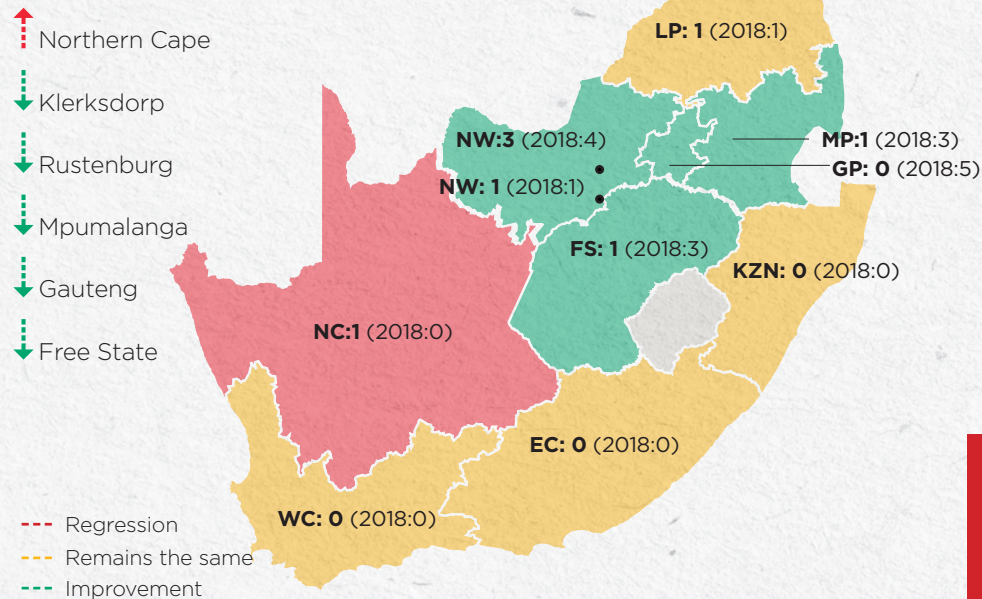 Northern Cape
Klerksdorp
Rustenburg
Mpumalanga
Gauteng
Free State
LP: 1 (2018:1)
NW:3 (2018:4)
MP:1 (2018:3)
GP: 0 (2018:5)
NW: 1 (2018:1)
FS: 1 (2018:3)
KZN: 0 (2018:0)
NC:1 (2018:0)
EC: 0 (2018:0)
WC: 0 (2018:0)
Regression
Remains the same
Improvement